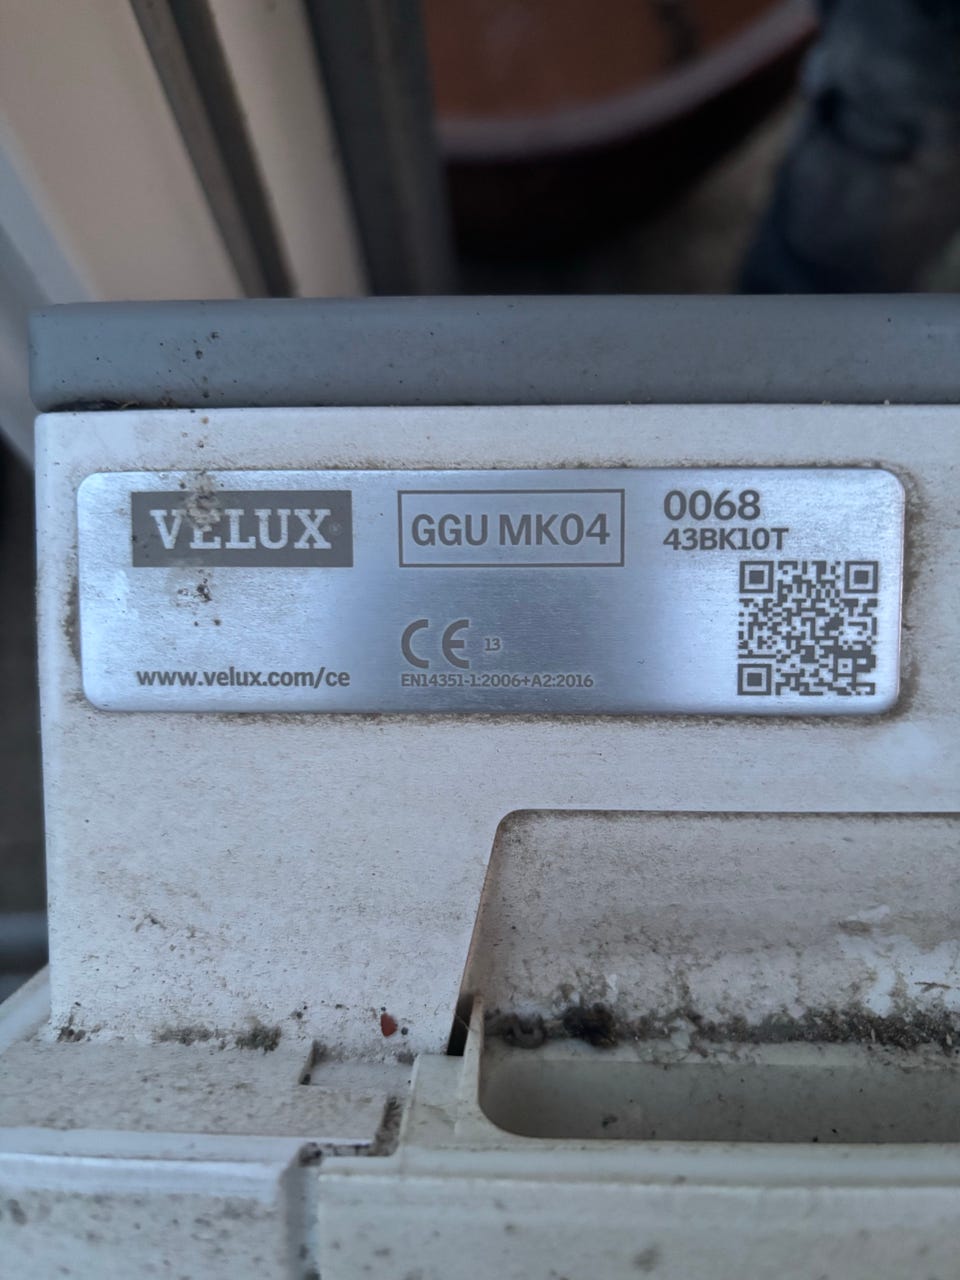 VELUX®
GGU MK04
0068
43BK10T
CE 13
www.velux.com/ce
EN14351-1:2006+A2:2016